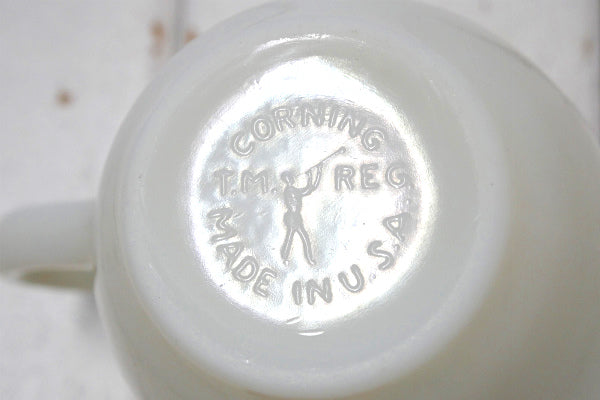 CORNING
T.M. REG.
MADE IN U.S.A.